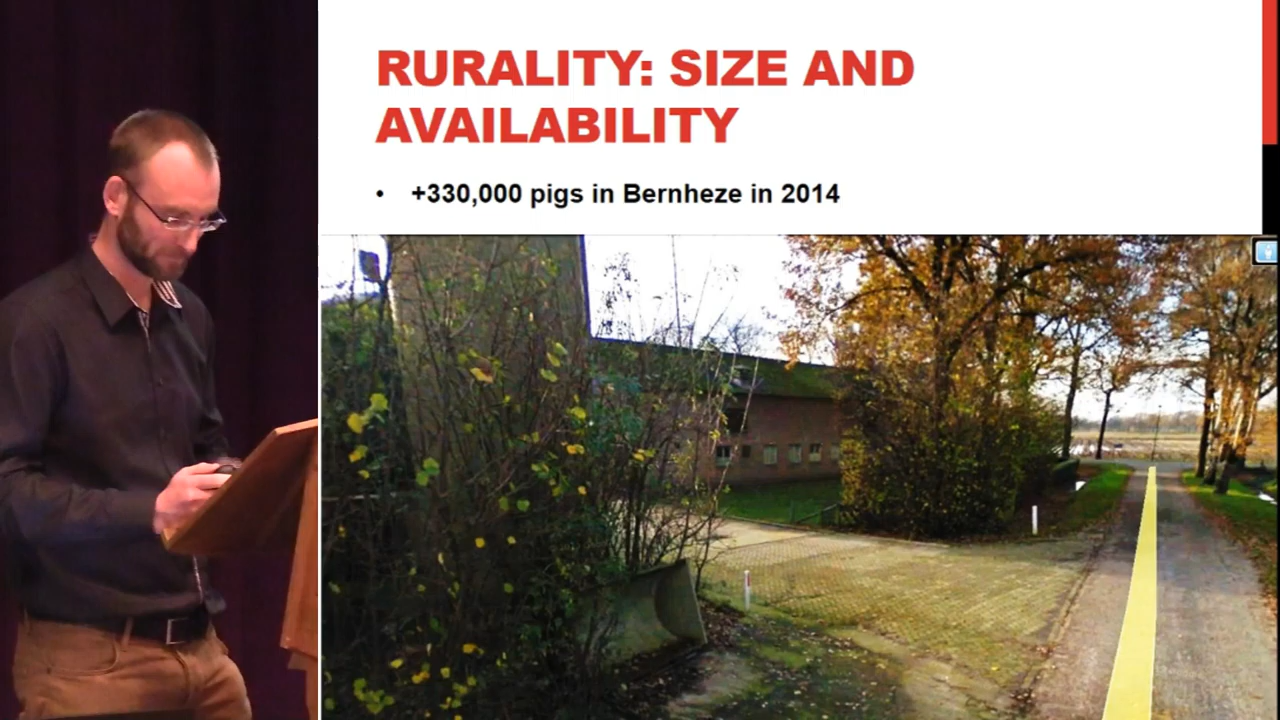 RURALITY: SIZE AND
AVAILABILITY
• +330,000 pigs in Bernheze in 2014